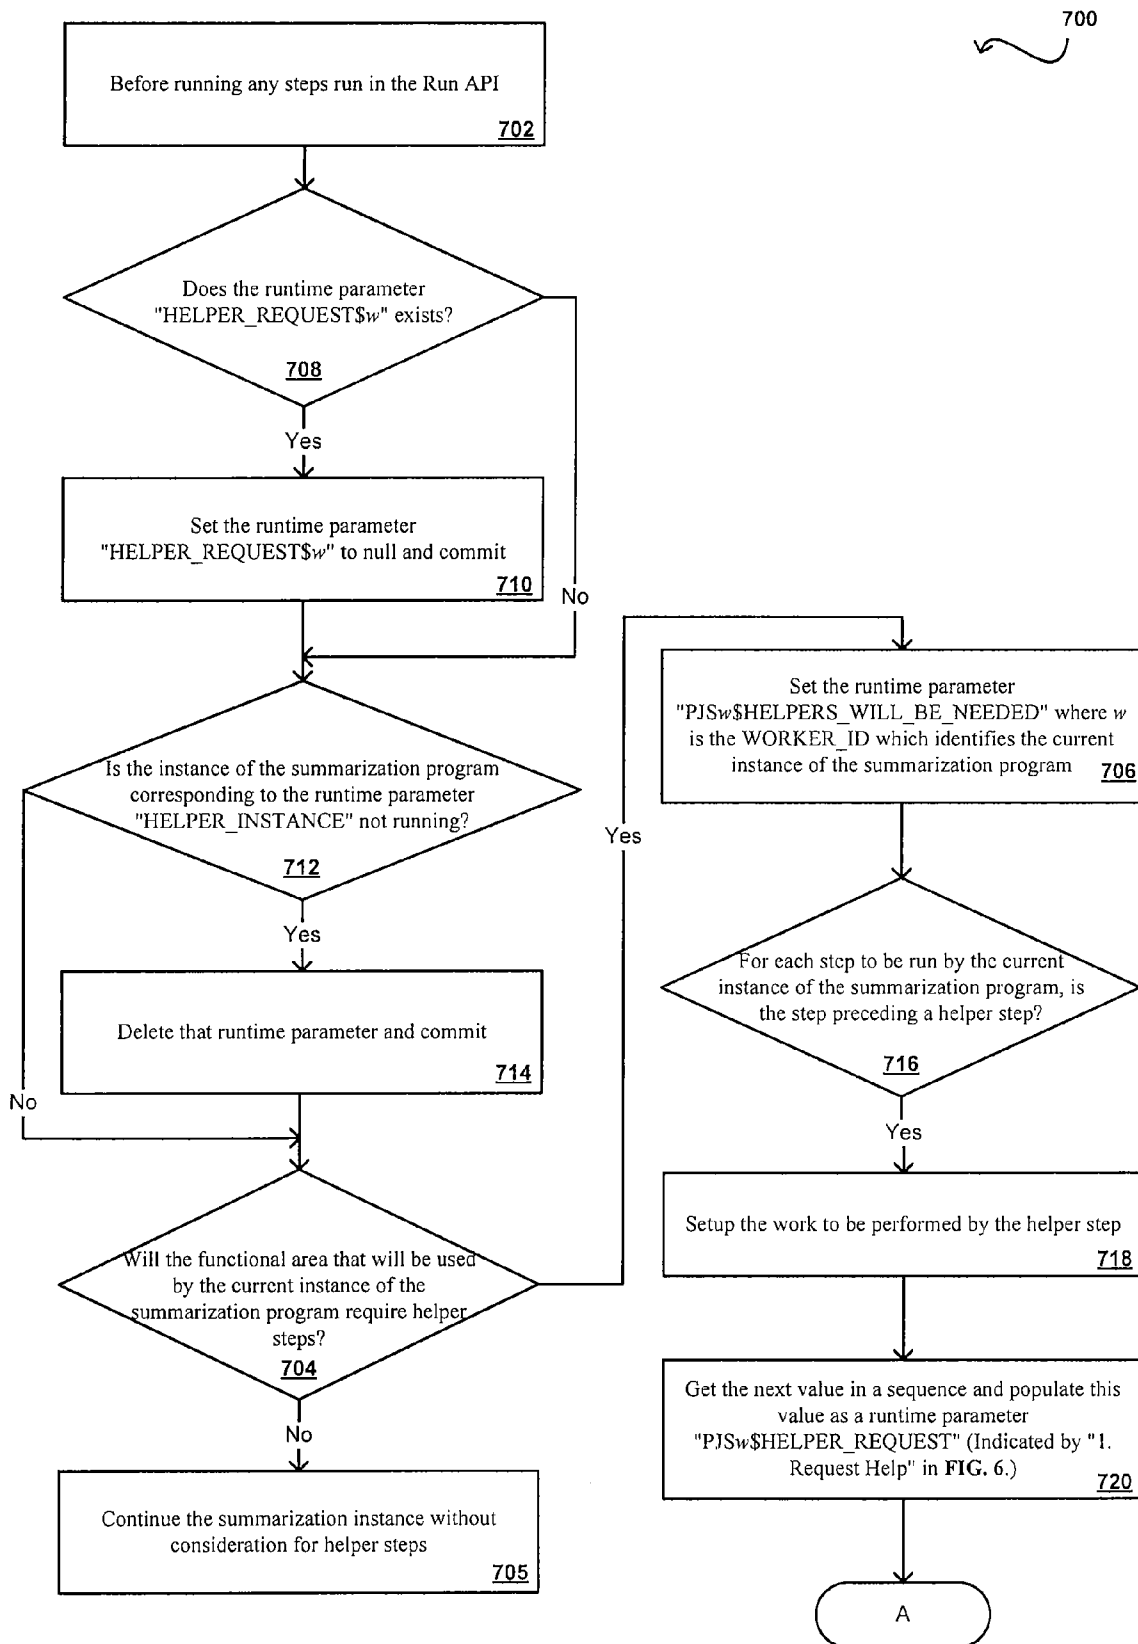 700
Before running any steps run in the Run API
702
Does the runtime parameter
"HELPER_REQUEST$w" exists?
708
Yes
No
Set the runtime parameter
"HELPER_REQUEST$w" to null and commit
710
Is the instance of the summarization program
corresponding to the runtime parameter
"HELPER_INSTANCE" not running?
712
Yes
No
Delete that runtime parameter and commit
714
Will the functional area that will be used
by the current instance of the
summarization program require helper
steps?
704
Yes
No
Continue the summarization instance without
consideration for helper steps
705
Set the runtime parameter
"PJSw$HELPERS_WILL_BE_NEEDED" where w
is the WORKER_ID which identifies the current
instance of the summarization program
706
For each step to be run by the current
instance of the summarization program, is
the step preceding a helper step?
716
Yes
Setup the work to be performed by the helper step
718
Get the next value in a sequence and populate this
value as a runtime parameter
"PJSw$HELPER_REQUEST" (Indicated by "1.
Request Help" in FIG. 6.)
720
A